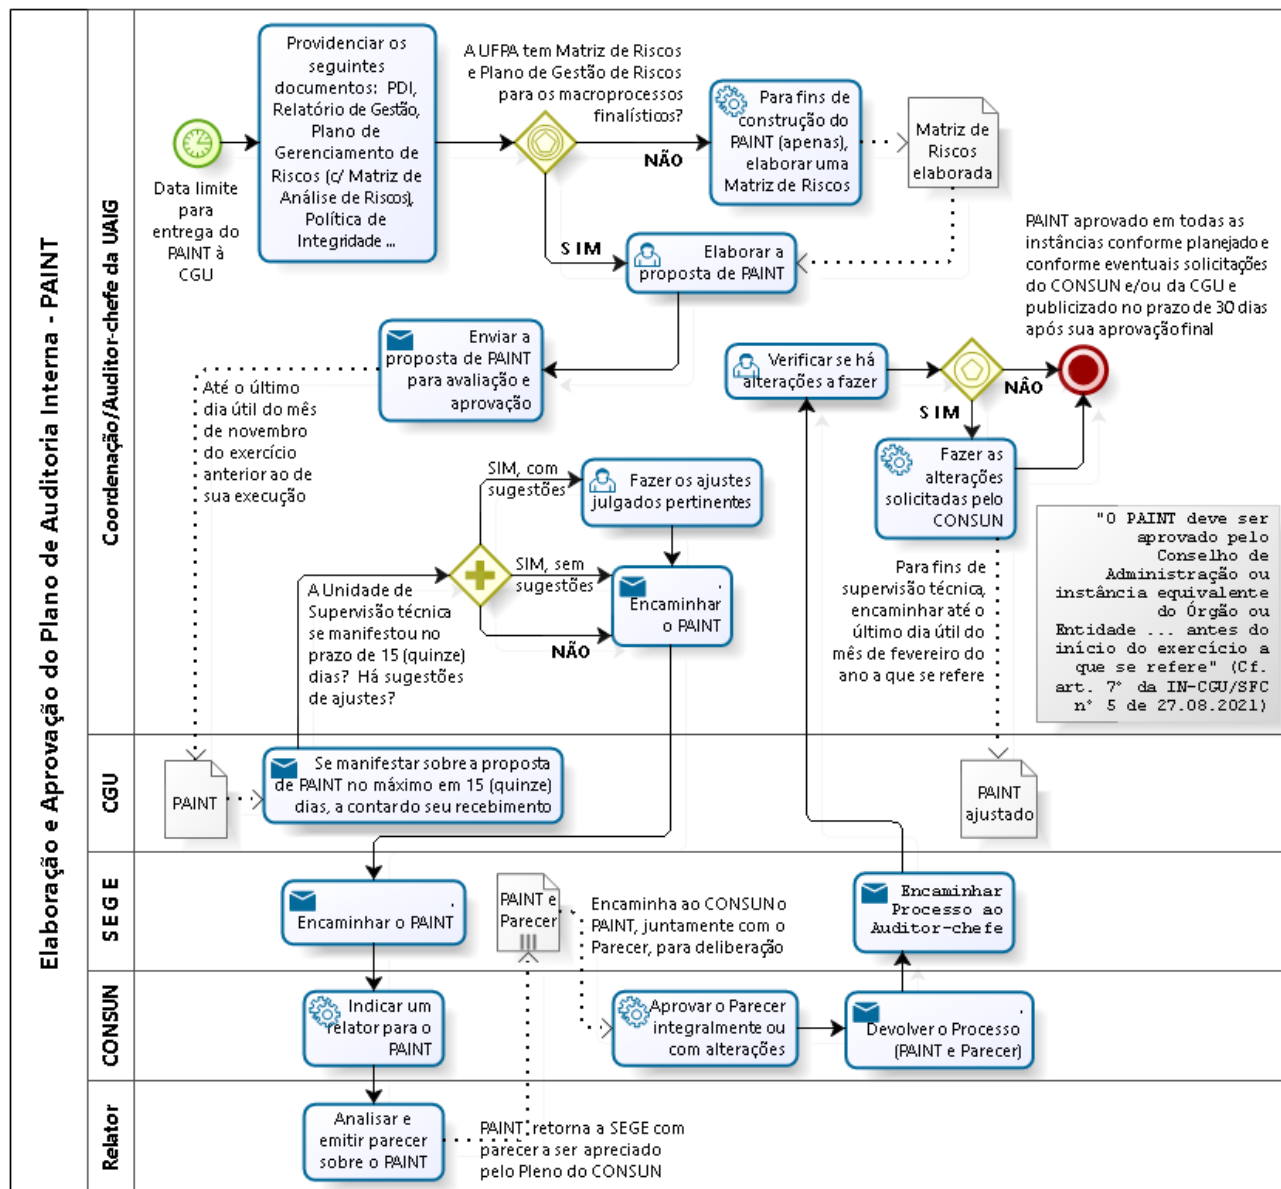 Elaboração e Aprovação do Plano de Auditoria Interna - PAINT
Coordenação/Auditor-chefe da UAIG
Data limite
para
entrega do
PAINT à
CGU
Providenciar os
seguintes
documentos: PDI,
Relatório de Gestão,
Plano de
Gerenciamento de
Riscos (c/ Matriz de
Análise de Riscos),
Política de
Integridade ...
A UFPA tem Matriz de Riscos
e Plano de Gestão de Riscos
para os macroprocessos
finalísticos?
NÃO
SIM
Para fins de
construção do
PAINT (apenas),
elaborar uma
Matriz de Riscos
Matriz de
Riscos
elaborada
Elaborar a
proposta de PAINT
Enviar a
proposta de PAINT
para avaliação e
aprovação
Até o último
dia útil do mês
de novembro
do exercício
anterior ao de
sua execução
PAINT aprovado em todas as
instâncias conforme planejado e
conforme eventuais solicitações
do CONSUN e/ou da CGU e
publicizado no prazo de 30 dias
após sua aprovação final
Verificar se há
alterações a fazer
NÂO
SIM
Fazer as
alterações
solicitadas pelo
CONSUN
SIM, com
sugestões
Fazer os ajustes
julgados pertinentes
SIM, sem
sugestões
NÃO
.
Encaminhar
o PAINT
A Unidade de
Supervisão técnica
se manifestou no
prazo de 15 (quinze)
dias? Há sugestões
de ajustes?
Para fins de
supervisão técnica,
encaminhar até o
último dia útil do
mês de fevereiro do
ano a que se refere
"O PAINT deve ser
aprovado pelo
Conselho de
Administração ou
instância equivalente
do Órgão ou
Entidade ... antes do
início do exercício a
que se refere" (Cf.
art. 7° da IN-CGU/SFC
n° 5 de 27.08.2021)
CGU
PAINT
Se manifestar sobre a proposta
de PAINT no máximo em 15 (quinze)
dias, a contar do seu recebimento
PAINT
ajustado
SEGE
.
Encaminhar o PAINT
PAINT e
Parecer
Encaminha ao CONSUN o
PAINT, juntamente com o
Parecer, para deliberação
Encaminhar
Processo ao
Auditor-chefe
CONSUN
Indicar um
relator para o
PAINT
Aprovar o Parecer
integralmente ou
com alterações
.
Devolver o Processo
(PAINT e Parecer)
Relator
Analisar e
emitir parecer
sobre o PAINT
PAINT retorna a SEGE com
parecer a ser apreciado
pelo Pleno do CONSUN